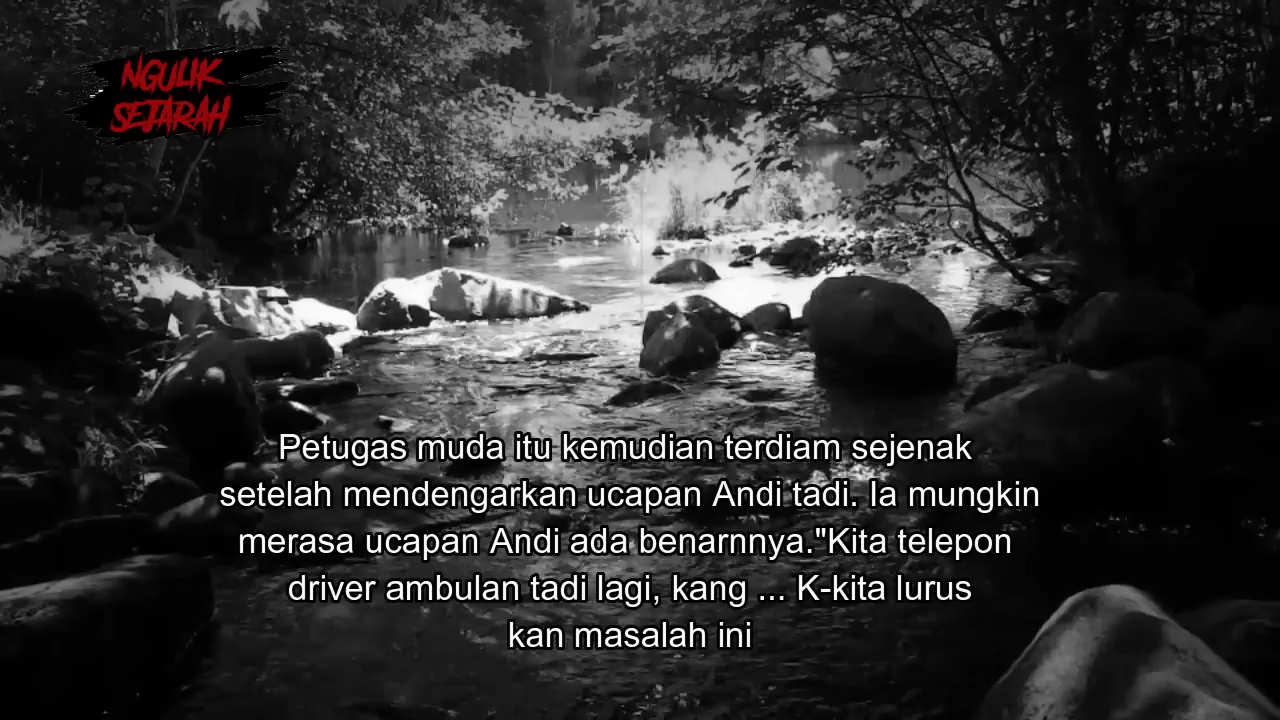 NGULIK
SEJARAH
Petugas muda itu kemudian terdiam sejenak
setelah mendengarkan ucapan Andi tadi. Ia mungkin
merasa ucapan Andi ada benarnnya."Kita telepon
driver ambulan tadi lagi, kang ... K-kita lurus
kan masalah ini